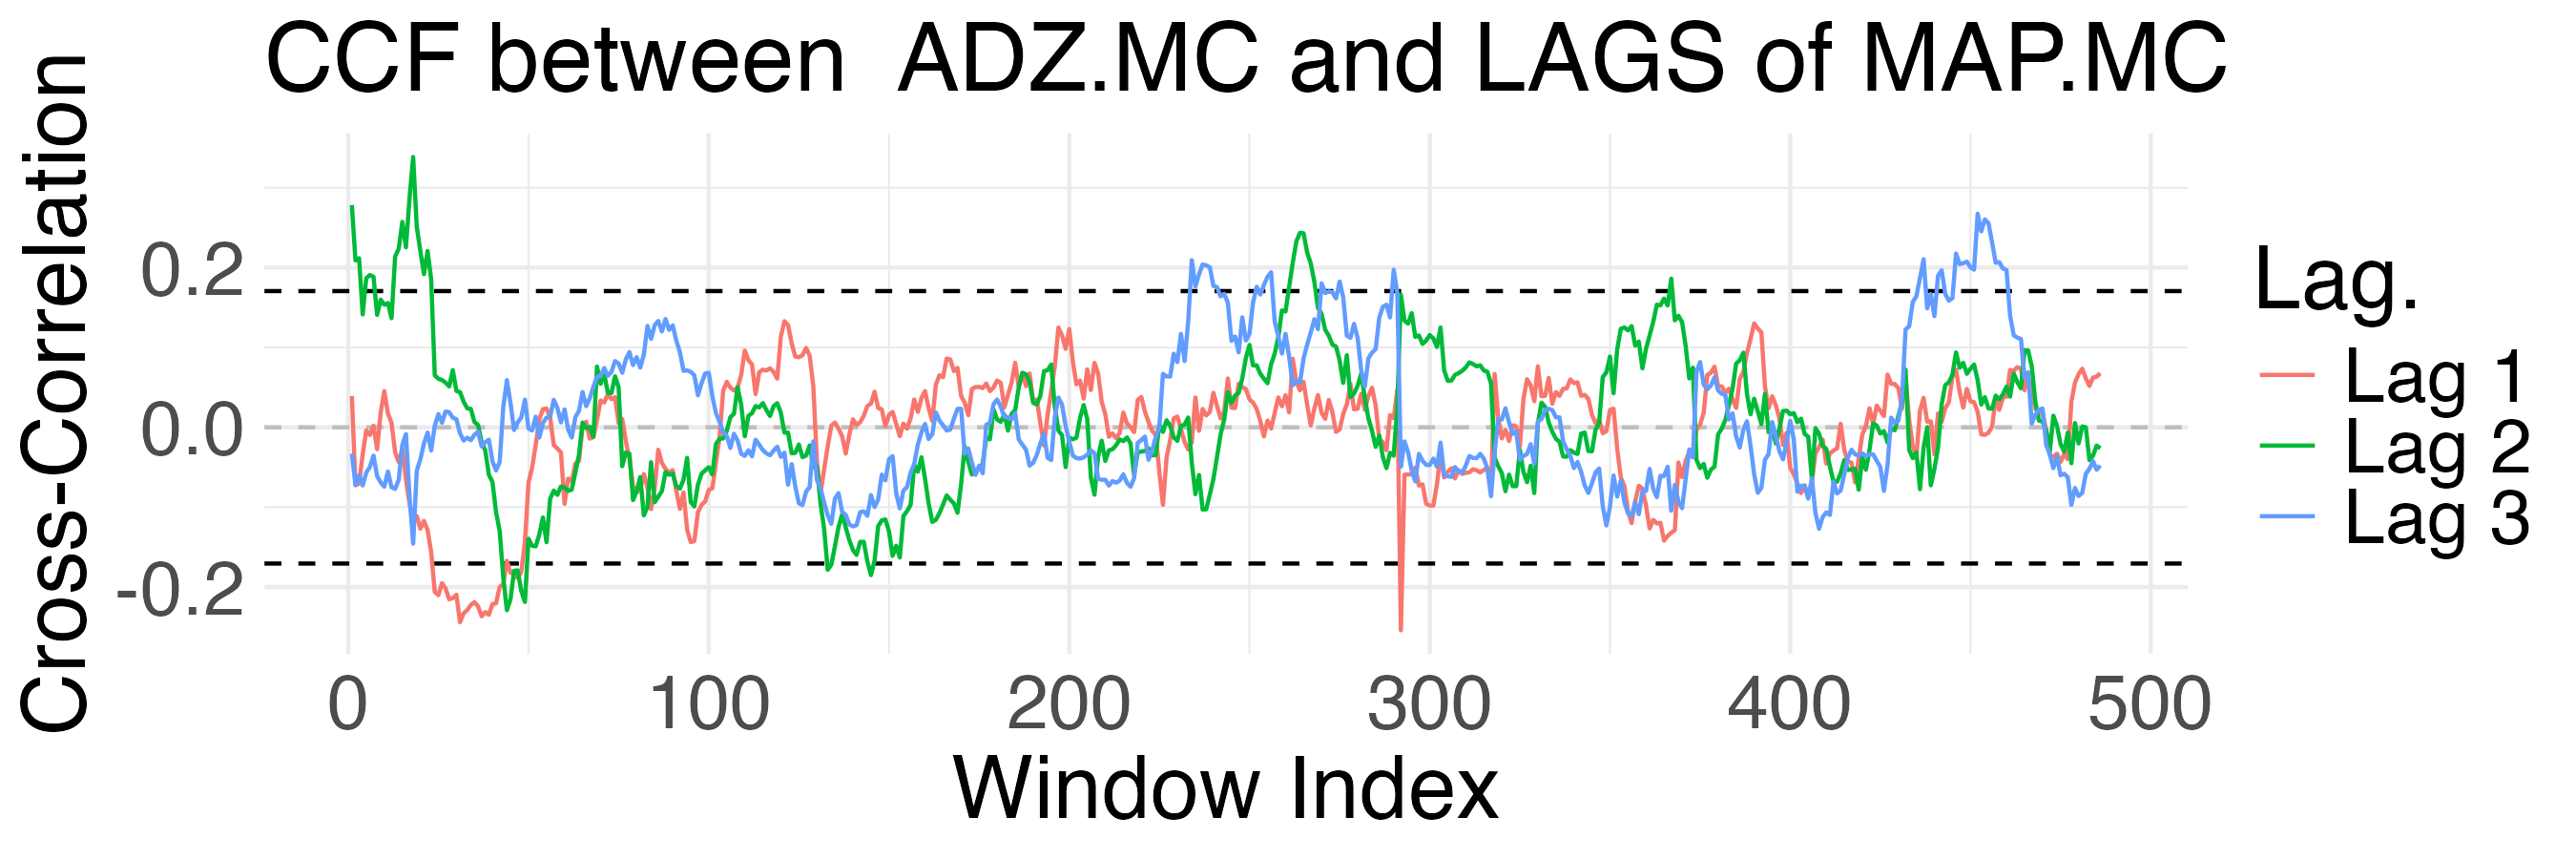 CCF between  ADZ.MC and LAGS of MAP.MC
Cross-Correlation
0.2
0.0
-0.2
0 100 200 300 400 500
Window Index
Lag.
Lag 1
Lag 2
Lag 3